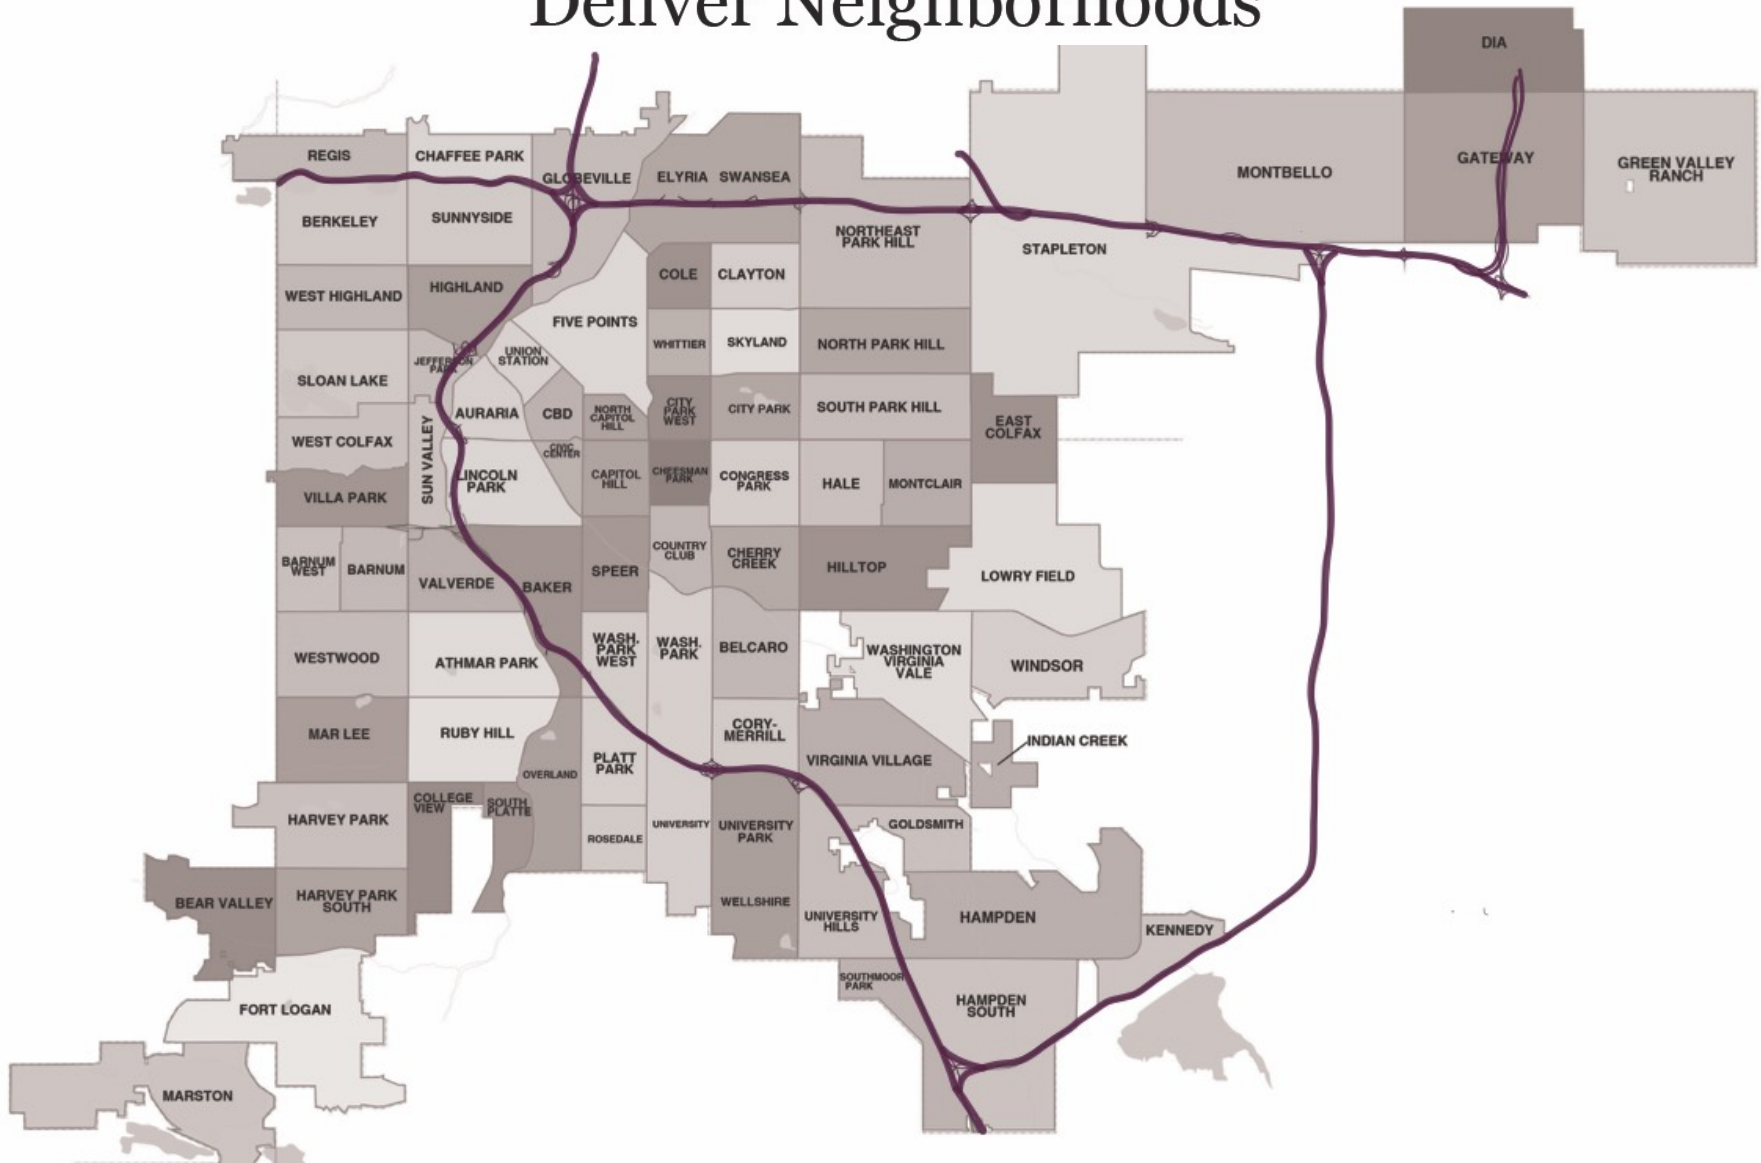 Denver Neighborhoods
DIA
REGIS
CHAFFEE PARK
GLOBEVILLE
ELYRIA SWANSEA
MONTBELLO
GATEWAY
GREEN VALLEY
RANCH
BERKELEY
SUNNYSIDE
NORTHEAST
PARK HILL
STAPLETON
WEST HIGHLAND
HIGHLAND
COLE
CLAYTON
FIVE POINTS
UNION
STATION
WHITTIER
SKYLAND
NORTH PARK HILL
JEFFERSON
PARK
SLOAN LAKE
AURARIA
CBD
NORTH
CAPITOL
HILL
CITY
PARK
WEST
CITY PARK
SOUTH PARK HILL
EAST
COLFAX
WEST COLFAX
SUN VALLEY
CIVIC
CENTER
LINCOLN
PARK
CAPITOL
HILL
CHEESMAN
PARK
CONGRESS
PARK
HALE
MONTCLAIR
VILLA PARK
BARNUM
WEST
BARNUM
VALVERDE
BAKER
SPEER
COUNTRY
CLUB
CHERRY
CREEK
HILLTOP
LOWRY FIELD
WESTWOOD
ATHMAR PARK
WASH.
PARK
WEST
WASH.
PARK
BELCARO
WASHINGTON
VIRGINIA
VALE
WINDSOR
MAR LEE
RUBY HILL
OVERLAND
PLATT
PARK
CORY-
MERRILL
VIRGINIA VILLAGE
INDIAN CREEK
HARVEY PARK
COLLEGE
VIEW
SOUTH
PLATTE
ROSEDALE
UNIVERSITY
UNIVERSITY
PARK
GOLDSMITH
BEAR VALLEY
HARVEY PARK
SOUTH
WELLSHIRE
UNIVERSITY
HILLS
HAMPDEN
KENNEDY
FORT LOGAN
SOUTHMOOR
PARK
HAMPDEN
SOUTH
MARSTON